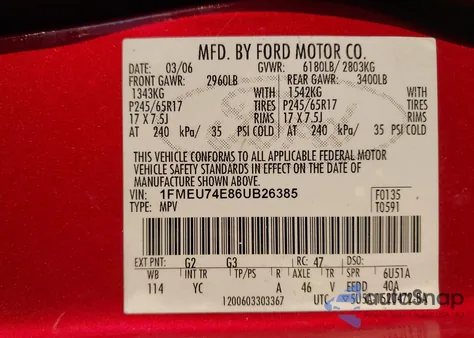 MFD. BY FORD MOTOR CO.
DATE: 03/06 GVWR: 6180LB/ 2803KG
FRONT GAWR: 2960LB REAR GAWR: 3400LB
1343KG WITH 1542KG WITH
P245/65R17 TIRES P245/65R17 TIRES
17 X 7.5J RIMS 17 X 7.5J RIMS
AT 240 kPa/ 35 PSI COLD AT 240 kPa/ 35 PSI COLD
THIS VEHICLE CONFORMS TO ALL APPLICABLE FEDERAL MOTOR
VEHICLE SAFETY STANDARDS IN EFFECT ON THE DATE OF
MANUFACTURE SHOWN ABOVE.
VIN: 1FMEU74E86UB26385 F0135
TYPE: MPV T0591
EXT PNT: G2 G3 RC: 47 DSO:
WB INT TR TP/PS R AXLE TR SPR 6U51A
114 YC A 46 V EEDD 40A
1200603303367 UTC
autoSnap